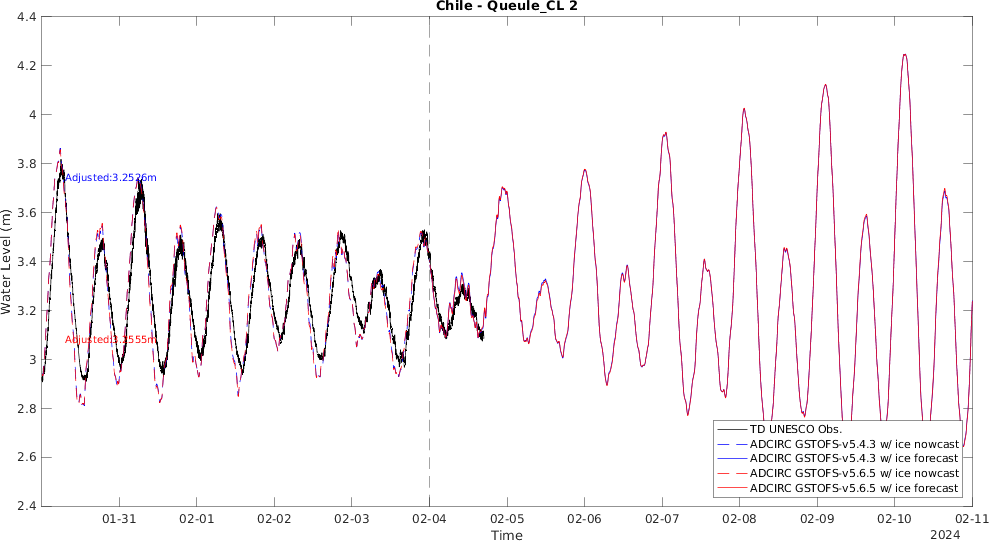 Chile - Queule_CL 2
4.4
4.2
4
3.8
3.6
3.4
3.2
3
2.8
2.6
2.4
Water Level (m)
Adjusted:3.2526m
Adjusted:3.2555m
TD UNESCO Obs.
ADCIRC GSTOFS-v5.4.3 w/ ice nowcast
ADCIRC GSTOFS-v5.4.3 w/ ice forecast
ADCIRC GSTOFS-v5.6.5 w/ ice nowcast
ADCIRC GSTOFS-v5.6.5 w/ ice forecast
01-31 02-01 02-02 02-03 02-04 02-05 02-06 02-07 02-08 02-09 02-10 02-11
Time
2024